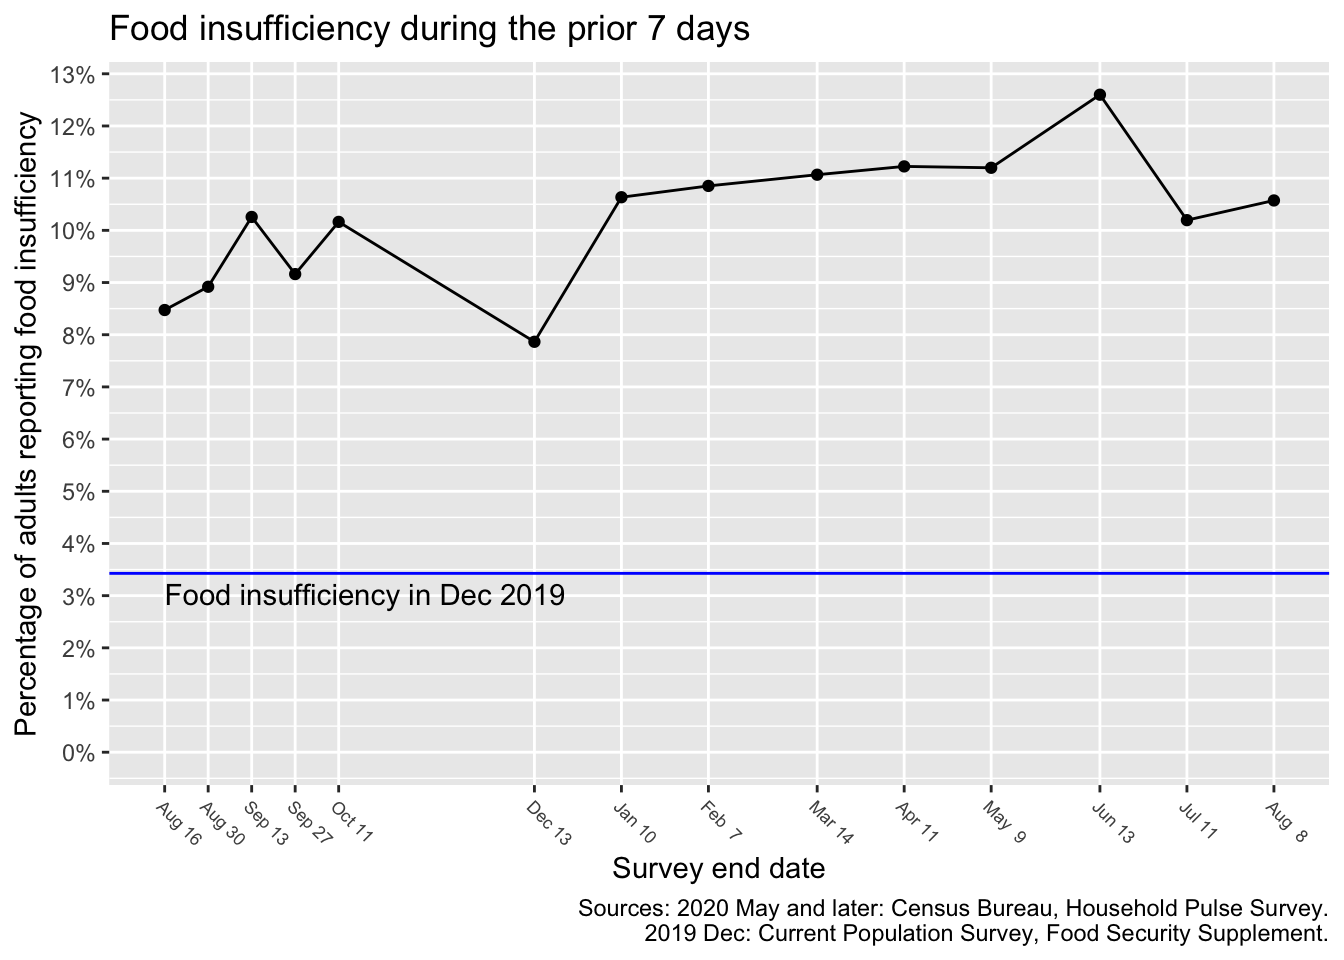 Food insufficiency during the prior 7 days
Percentage of adults reporting food insufficiency
13%
12%
11%
10%
9%
8%
7%
6%
5%
4%
3%
2%
1%
0%
Food insufficiency in Dec 2019
Aug 16
Aug 30
Sep 13
Sep 27
Oct 11
Dec 13
Jan 10
Feb 7
Mar 14
Apr 11
May 9
Jun 13
Jul 11
Aug 8
Survey end date
Sources: 2020 May and later: Census Bureau, Household Pulse Survey.
2019 Dec: Current Population Survey, Food Security Supplement.